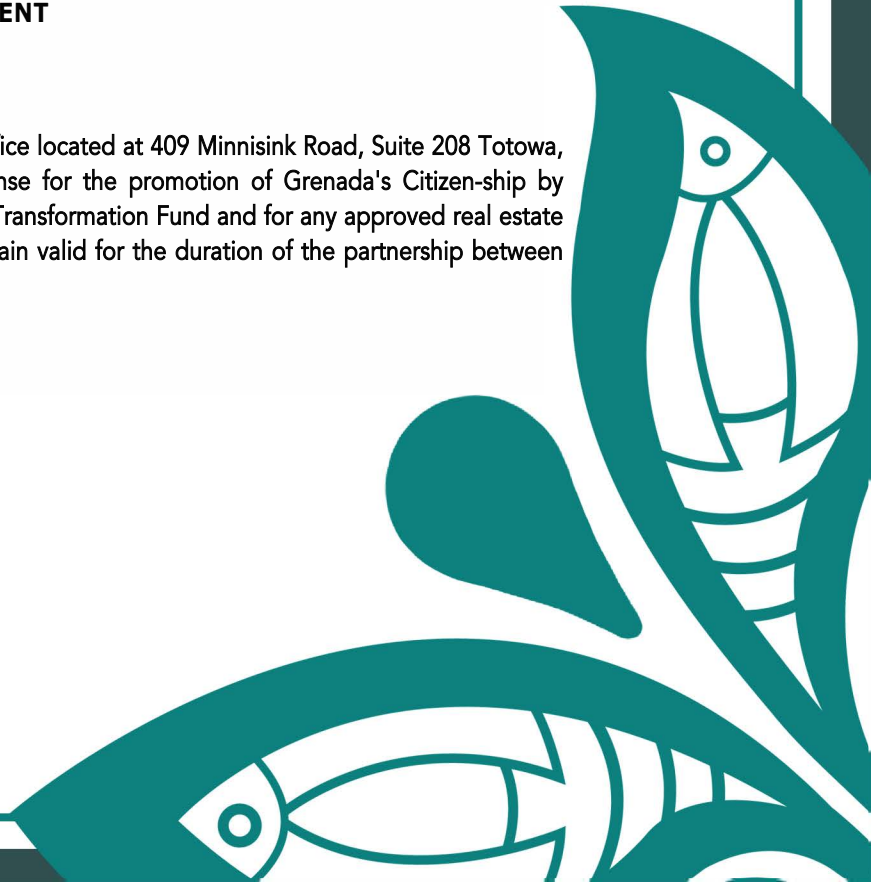 ENT
ice located at 409 Minnisink Road, Suite 208 Totowa,
nse for the promotion of Grenada's Citizen-ship by
Transformation Fund and for any approved real estate
ain valid for the duration of the partnership between